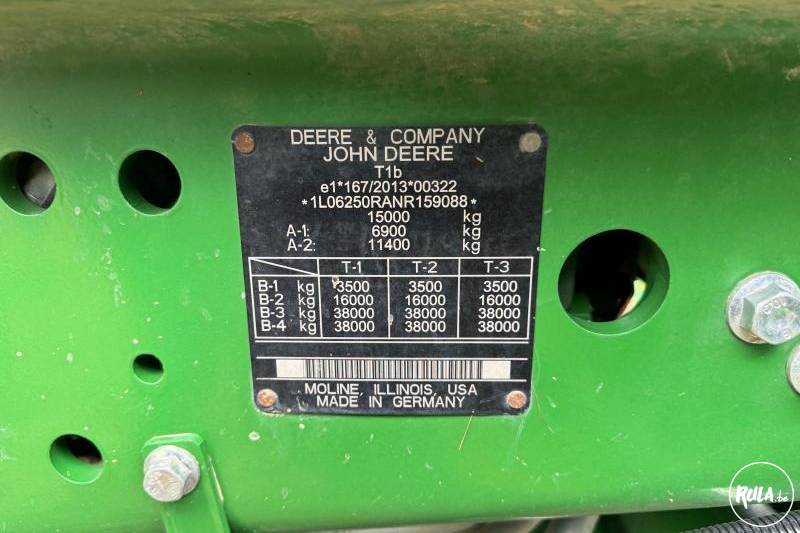 DEERE & COMPANY
JOHN DEERE
T1b
e1*167/2013*00322
*1L06250RANR159088*
15000 kg
A-1: 6900 kg
A-2: 11400 kg
T-1 T-2 T-3
B-1 kg 3500 3500 3500
B-2 kg 16000 16000 16000
B-3 kg 38000 38000 38000
B-4 kg 38000 38000 38000
MOLINE, ILLINOIS, USA
MADE IN GERMANY
RULA.be